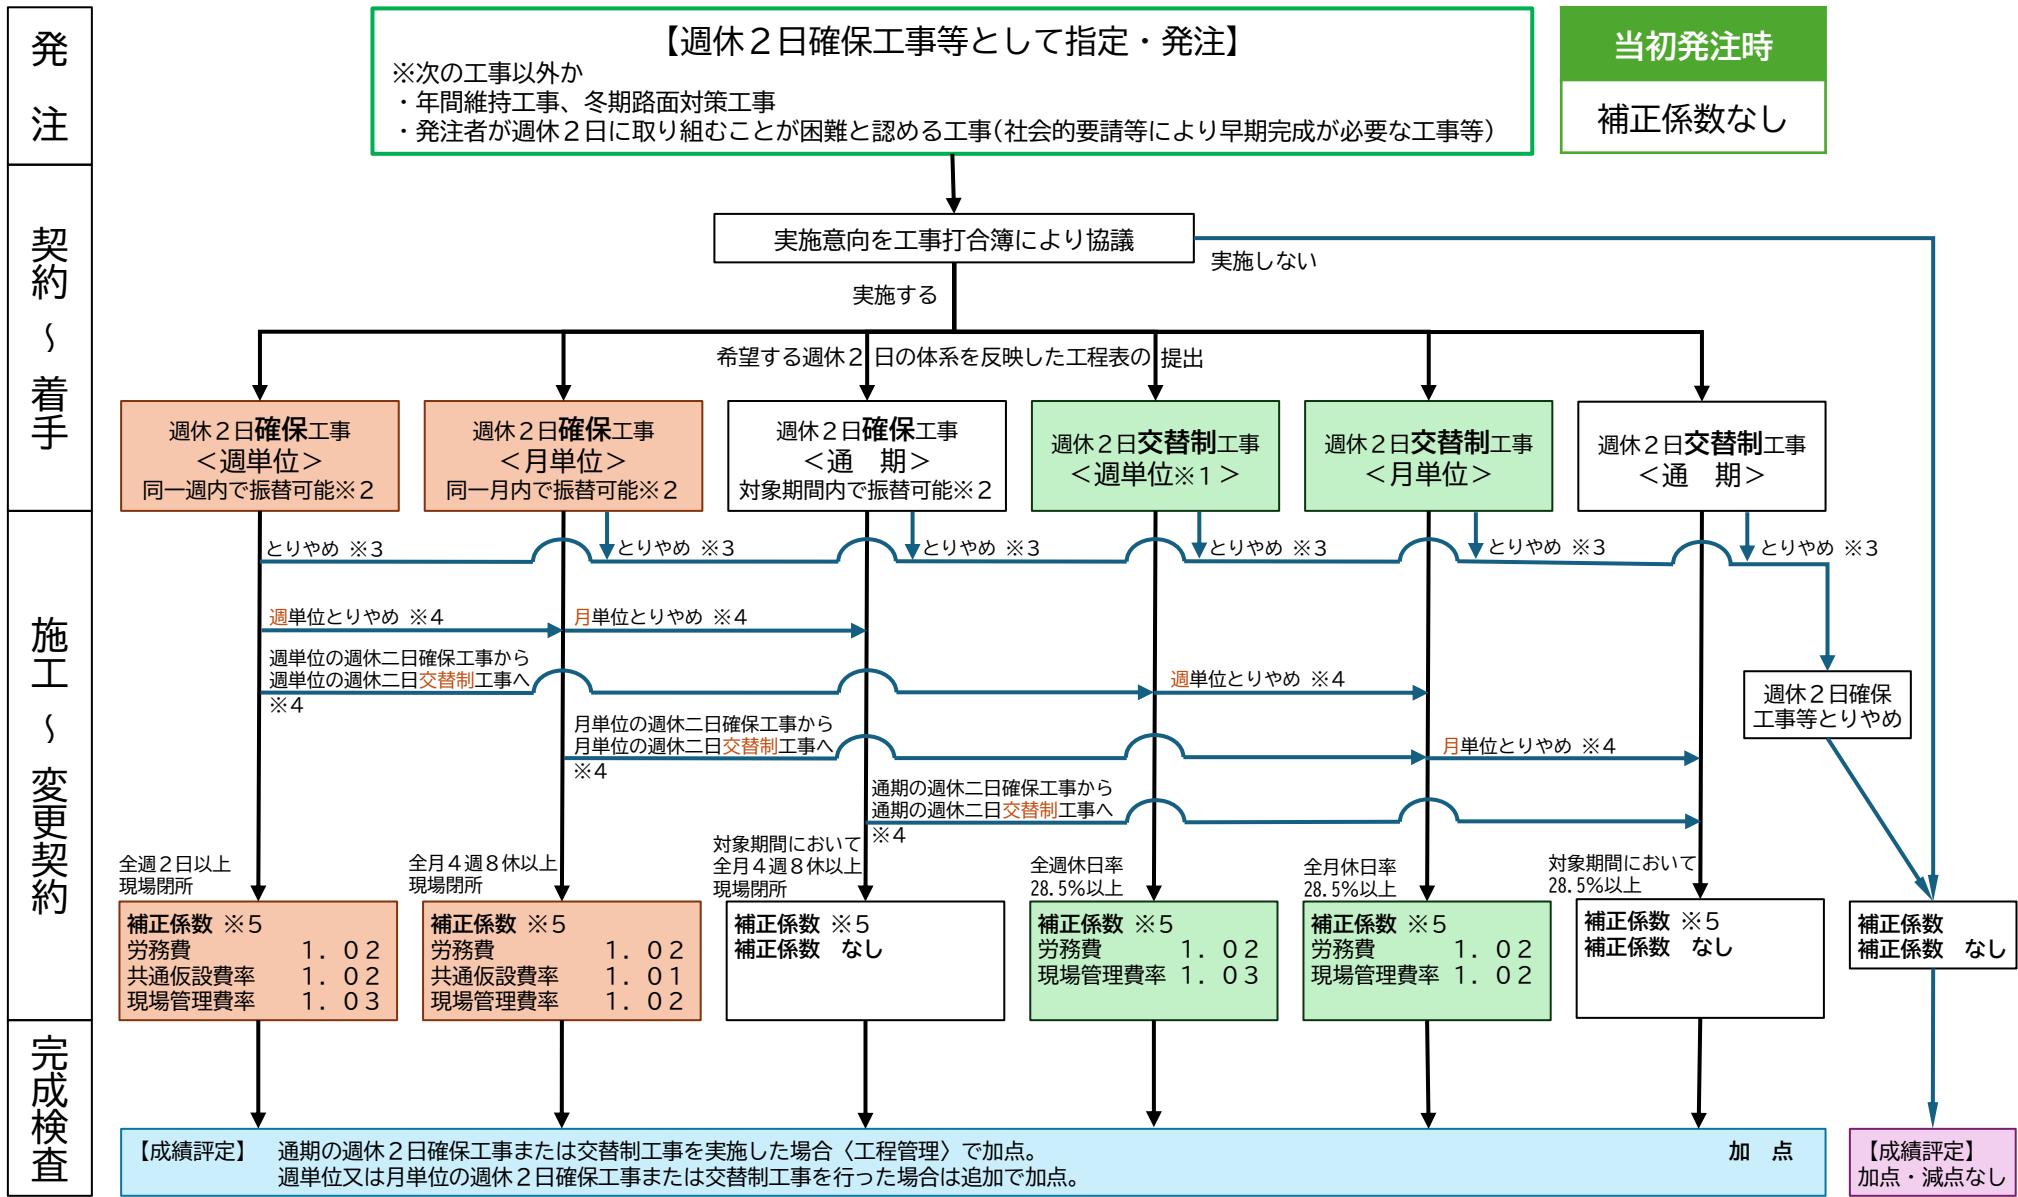 発注
【週休２日確保工事等として指定・発注】
※次の工事以外か
・年間維持工事、冬期路面対策工事
・発注者が週休２日に取り組むことが困難と認める工事(社会的要請等により早期完成が必要な工事等)
当初発注時
補正係数なし
契約～着手
実施意向を工事打合簿により協議
実施しない
実施する
希望する週休２日の体系を反映した工程表の提出
週休２日確保工事
＜週単位＞
同一週内で振替可能※２
週休２日確保工事
＜月単位＞
同一月内で振替可能※２
週休２日確保工事
＜通　期＞
対象期間内で振替可能※２
週休２日交替制工事
＜週単位※１＞
週休２日交替制工事
＜月単位＞
週休２日交替制工事
＜通　期＞
施工～変更契約
とりやめ ※３
とりやめ ※３
とりやめ ※３
とりやめ ※３
とりやめ ※３
とりやめ ※３
週単位とりやめ ※４
月単位とりやめ ※４
週単位の週休二日確保工事から
週単位の週休二日交替制工事へ
※４
週単位とりやめ ※４
週休２日確保
工事等とりやめ
月単位の週休二日確保工事から
月単位の週休二日交替制工事へ
※４
月単位とりやめ ※４
通期の週休二日確保工事から
通期の週休二日交替制工事へ
※４
全週２日以上
現場閉所
全月４週８休以上
現場閉所
対象期間において
全月４週８休以上
現場閉所
全週休日率
28.5%以上
全月休日率
28.5%以上
対象期間において
28.5%以上
補正係数 ※５
労務費　１．０２
共通仮設費率　１．０２
現場管理費率　１．０３
補正係数 ※５
労務費　１．０２
共通仮設費率　１．０１
現場管理費率　１．０２
補正係数 ※５
補正係数　なし
補正係数 ※５
労務費　１．０２
現場管理費率　１．０３
補正係数 ※５
労務費　１．０２
現場管理費率　１．０２
補正係数 ※５
補正係数　なし
補正係数
補正係数　なし
完成検査
【成績評定】　通期の週休２日確保工事または交替制工事を実施した場合〈工程管理〉で加点。　加　点
週単位又は月単位の週休２日確保工事または交替制工事を行った場合は追加で加点。
【成績評定】
加点・減点なし